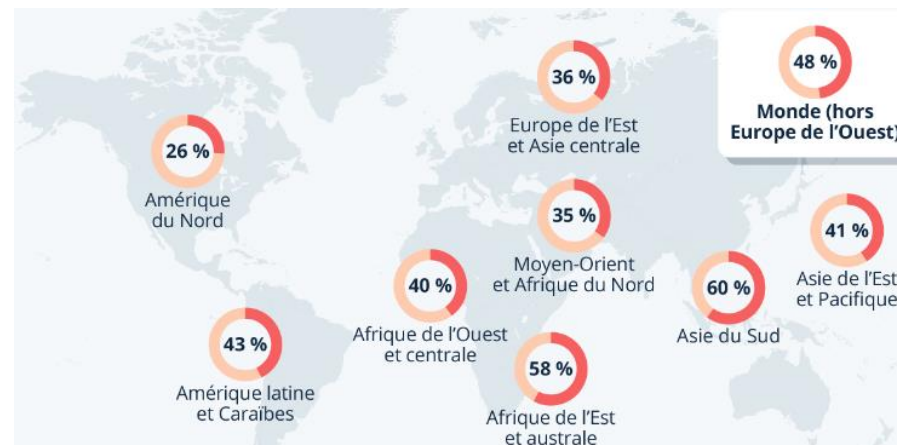 48 %
Monde (hors
Europe de l’Ouest)
36 %
Europe de l’Est
et Asie centrale
26 %
Amérique
du Nord
35 %
Moyen-Orient
et Afrique du Nord
41 %
Asie de l’Est
et Pacifique
40 %
Afrique de l’Ouest
et centrale
60 %
Asie du Sud
43 %
Amérique latine
et Caraïbes
58 %
Afrique de l’Est
et australe